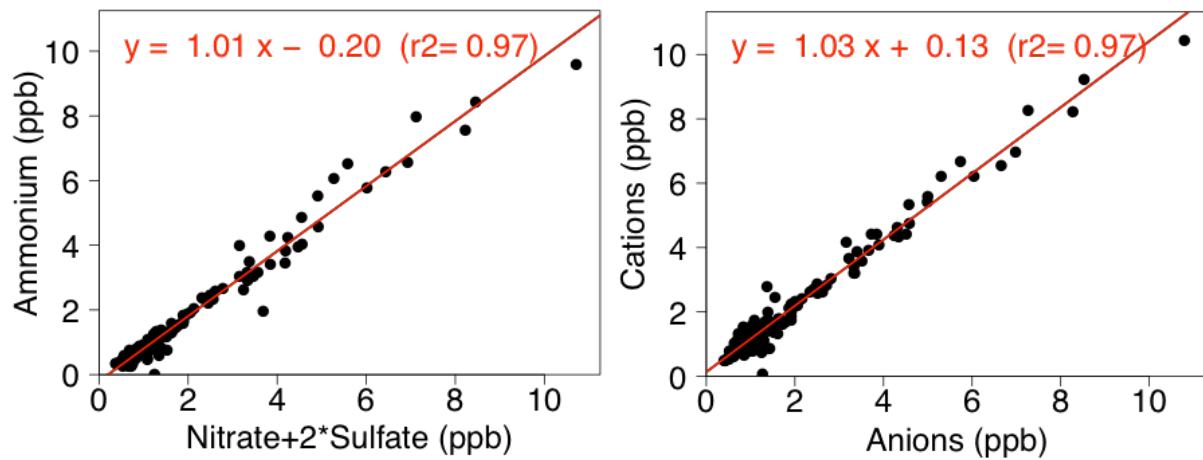 y =  1.01 x −  0.20  (r2= 0.97)
Ammonium (ppb)
10
8
6
4
2
0
0 2 4 6 8 10
Nitrate+2*Sulfate (ppb)
y =  1.03 x +  0.13  (r2= 0.97)
Cations (ppb)
10
8
6
4
2
0
0 2 4 6 8 10
Anions (ppb)